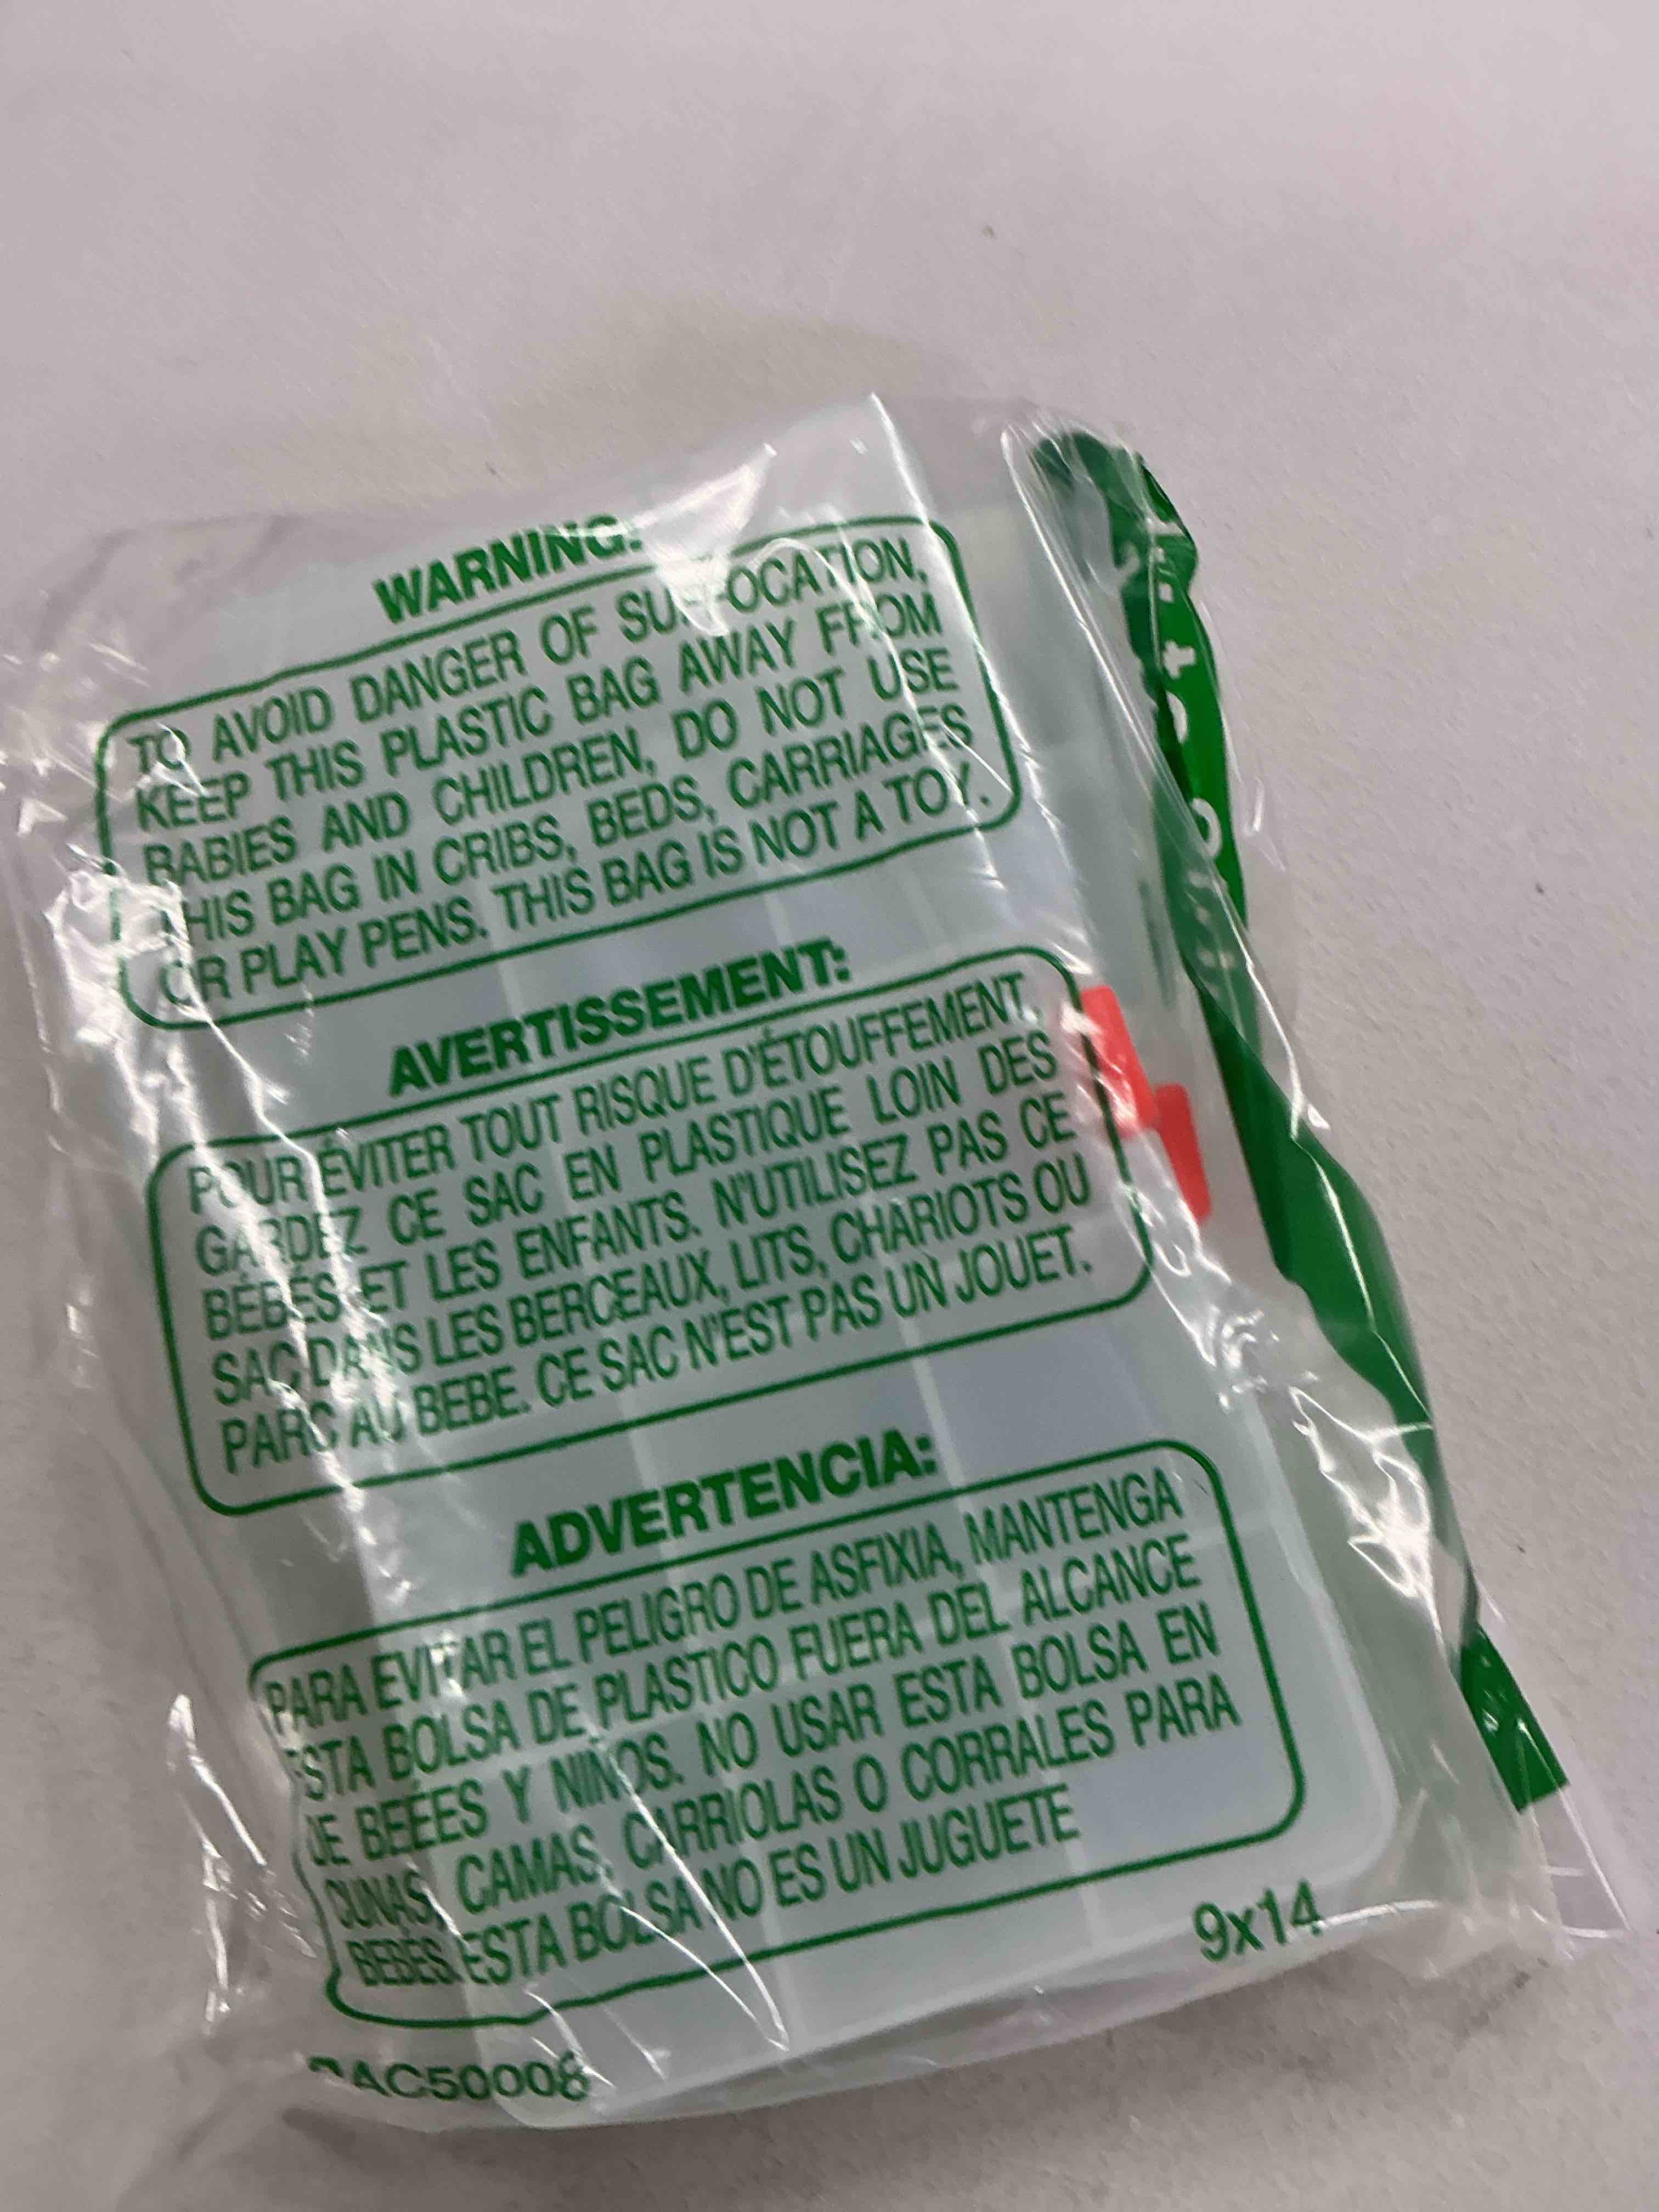 WARNING:
TO AVOID DANGER OF SUFFOCATION,
KEEP THIS PLASTIC BAG AWAY FROM
BABIES AND CHILDREN, DO NOT USE
THIS BAG IN CRIBS, BEDS, CARRIAGES
OR PLAY PENS. THIS BAG IS NOT A TOY.
AVERTISSEMENT:
POUR ÉVITER TOUT RISQUE D'ÉTOUFFEMENT,
GARDEZ CE SAC EN PLASTIQUE LOIN DES
BÉBÉS ET LES ENFANTS. N'UTILISEZ PAS CE
SAC DANS LES BERCEAUX, LITS, CHARIOTS OU
PARC AU BEBE. CE SAC N'EST PAS UN JOUET.
ADVERTENCIA:
PARA EVITAR EL PELIGRO DE ASFIXIA, MANTENGA
ESTA BOLSA DE PLASTICO FUERA DEL ALCANCE
DE BEBÉS Y NIÑOS. NO USAR ESTA BOLSA EN
CUNAS, CAMAS, CARRIOLAS O CORRALES PARA
BEBÉS. ESTA BOLSA NO ES UN JUGUETE
9x14